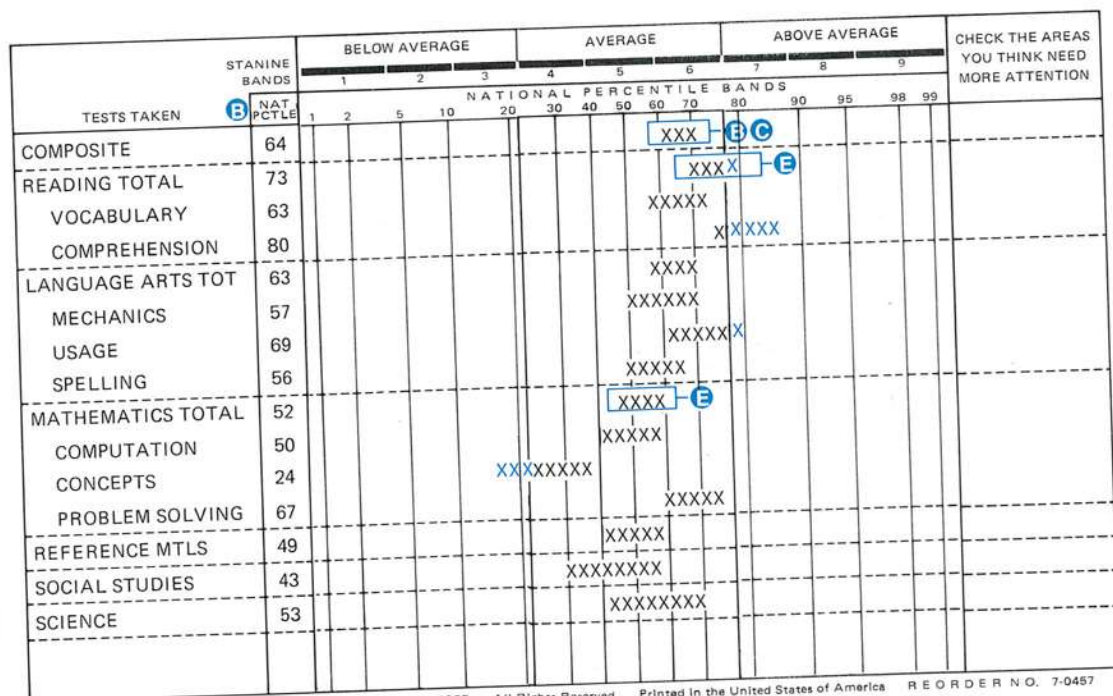 BELOW AVERAGE AVERAGE ABOVE AVERAGE CHECK THE AREAS
STANINE YOU THINK NEED
BANDS 1 2 3 4 5 6 7 8 9 MORE ATTENTION
NATIONAL PERCENTILE BANDS
TESTS TAKEN B NAT PCTLE 1 2 5 10 20 30 40 50 60 70 80 90 95 98 99
COMPOSITE 64 XXX B C
READING TOTAL 73 XXXX E
VOCABULARY 63 XXXXX
COMPREHENSION 80 XXXXX
LANGUAGE ARTS TOT 63 XXXX
MECHANICS 57 XXXXXX
USAGE 69 XXXXXX
SPELLING 56 XXXXX
MATHEMATICS TOTAL 52 XXXX E
COMPUTATION 50 XXXXX
CONCEPTS 24 XXXXXXXX
PROBLEM SOLVING 67 XXXXX
REFERENCE MTLS 49 XXXXX
SOCIAL STUDIES 43 XXXXXXXX
SCIENCE 53 XXXXXXXX
All Rights Reserved Printed in the United States of America REORDER NO. 7-0457